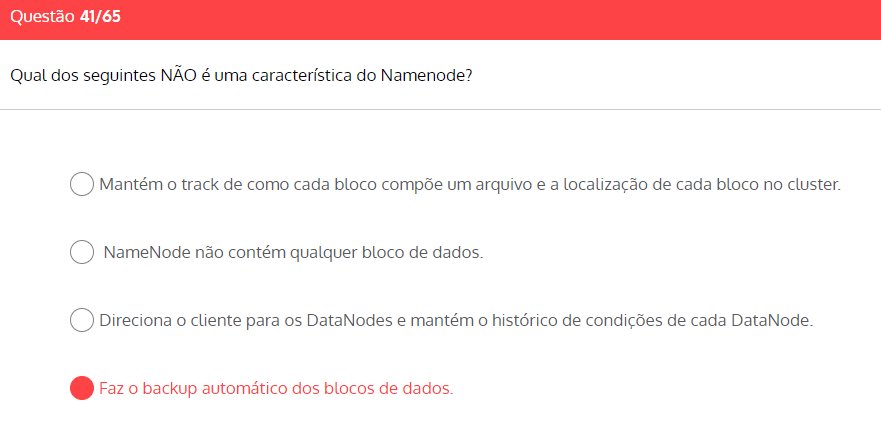 Questão 41/65
Qual dos seguintes NÃO é uma característica do Namenode?
Mantém o track de como cada bloco compõe um arquivo e a localização de cada bloco no cluster.
NameNode não contém qualquer bloco de dados.
Direciona o cliente para os DataNodes e mantém o histórico de condições de cada DataNode.
Faz o backup automático dos blocos de dados.